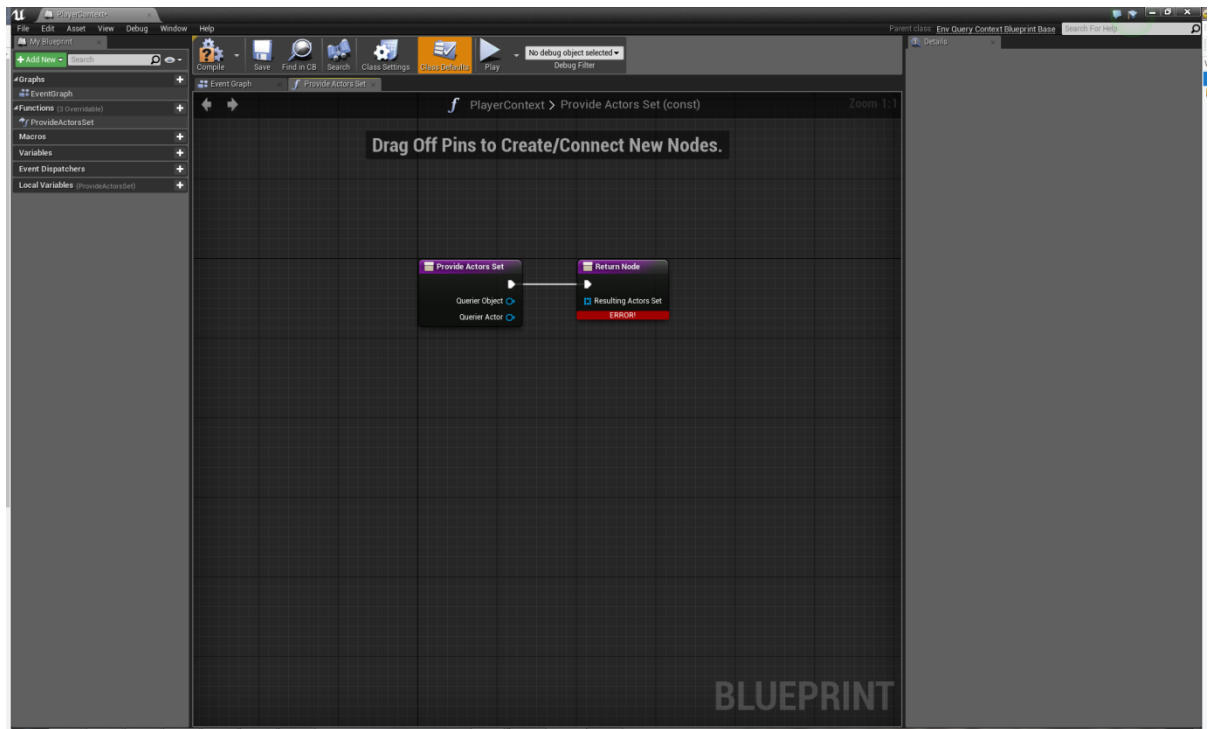 PlayerContext*
File Edit Asset View Debug Window Help
Parent class: Env Query Context Blueprint Base Search For Help
My Blueprint
Details
+Add New Search
Compile Save Find in CB Search Class Settings Class Defaults Play
No debug object selected
Debug Filter
Event Graph Provide Actors Set
Graphs
EventGraph
Functions (3 Overridable)
ProvideActorsSet
Macros
Variables
Event Dispatchers
Local Variables (ProvideActorsSet)
f PlayerContext > Provide Actors Set (const)
Zoom 1:1
Drag Off Pins to Create/Connect New Nodes.
Provide Actors Set
Querier Object
Querier Actor
Return Node
Resulting Actors Set
ERROR!
BLUEPRINT